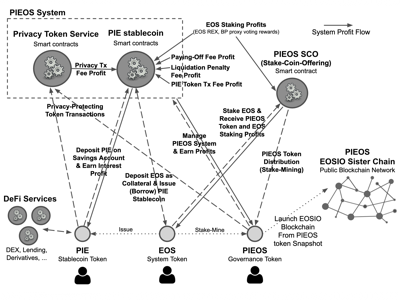 PIEOS System
Privacy Token Service
Smart contracts
PIE stablecoin
Smart contracts
EOS Staking Profits
(EOS REX, BP proxy voting rewards)
System Profit Flow
Privacy Tx
Fee Profit
Paying-Off Fee Profit
Liquidation Penalty
Fee Profit
PIE Token Tx Fee Profit
PIEOS SCO
(Stake-Coin-Offering)
Smart contract
Privacy-Protecting
Token Transactions
Stake EOS &
Receive PIEOS
Token and EOS
Staking Profits
Manage
PIEOS System
& Earn Profits
Deposit PIE on
Savings Account
& Earn Interest
Profit
Deposit EOS as
Collateral & Issue
(Borrow) PIE
Stablecoin
PIEOS Token
Distribution
(Stake-Mining)
PIEOS
EOSIO Sister Chain
Public Blockchain Network
DeFi Services
DEX, Lending,
Derivatives, ...
Issue
Stake-Mine
Launch EOSIO
Blockchain
From PIEOS
token Snapshot
PIE
Stablecoin Token
EOS
System Token
PIEOS
Governance Token